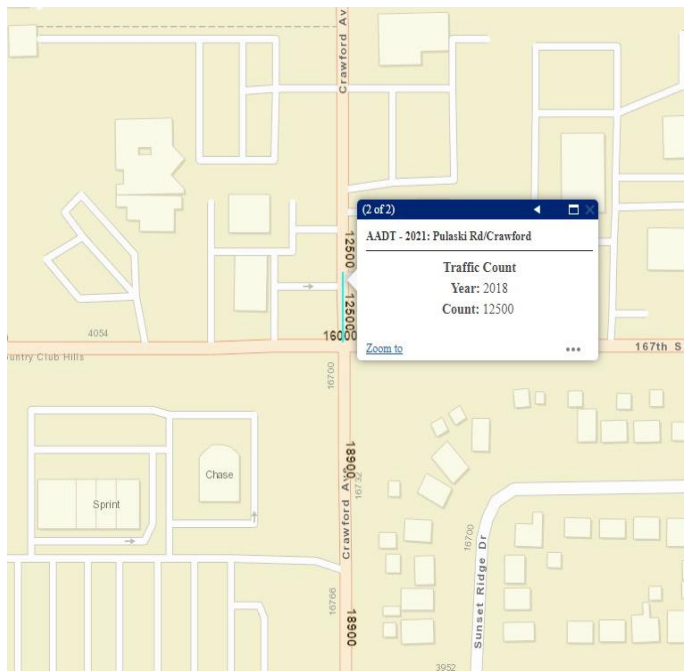 Crawford Av
(2 of 2)
AADT - 2021: Pulaski Rd/Crawford
Traffic Count
Year: 2018
Count: 12500
Zoom to
12500
12500
4054
167th S
untry Club Hills
16700
18900
16732
Chase
Sprint
Crawford Av
16700
Sunset Ridge Dr
16766
18900
3952